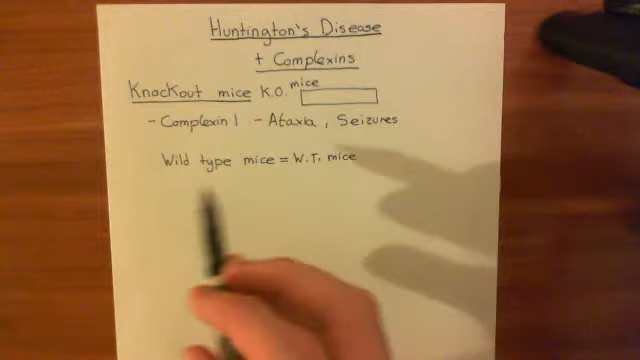 Huntington's Disease
+ Complexins
Knockout mice K.O. mice
- Complexin 1 - Ataxia, Seizures
Wild type mice = W.T. mice